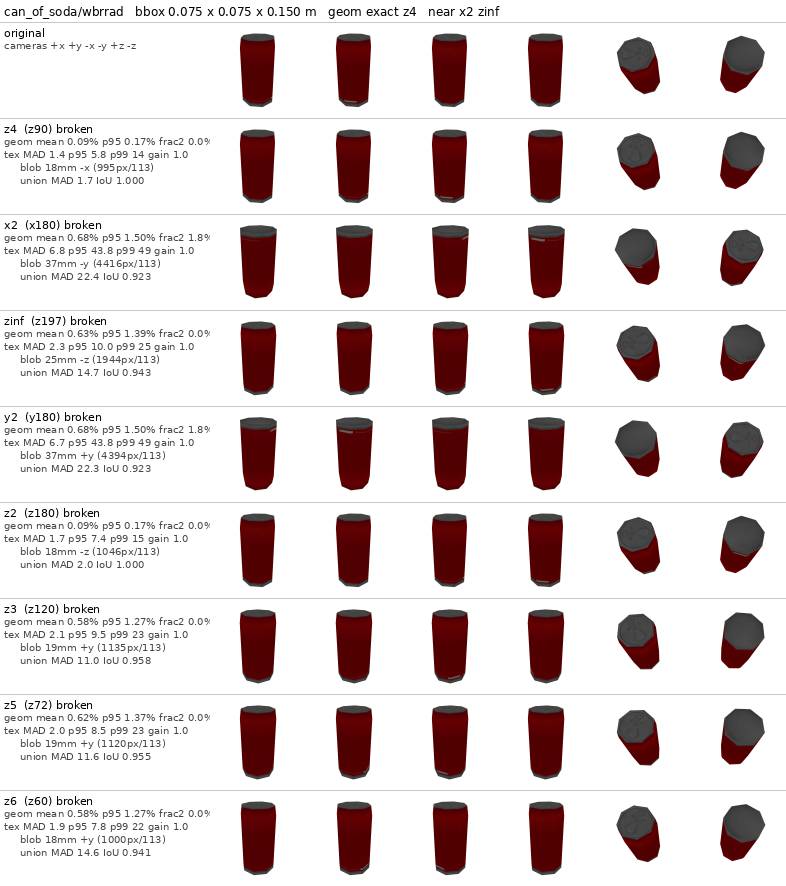 can_of_soda/wbrrad   bbox 0.075 x 0.075 x 0.150 m   geom exact z4   near x2 zinf
original
cameras +x +y -x -y +z -z
z4  (z90) broken
geom mean 0.09% p95 0.17% frac2 0.0%
tex MAD 1.4 p95 5.8 p99 14 gain 1.0
blob 18mm -x (995px/113)
union MAD 1.7 IoU 1.000
x2  (x180) broken
geom mean 0.68% p95 1.50% frac2 1.8%
tex MAD 6.8 p95 43.8 p99 49 gain 1.0
blob 37mm -y (4416px/113)
union MAD 22.4 IoU 0.923
zinf  (z197) broken
geom mean 0.63% p95 1.39% frac2 0.0%
tex MAD 2.3 p95 10.0 p99 25 gain 1.0
blob 25mm -z (1944px/113)
union MAD 14.7 IoU 0.943
y2  (y180) broken
geom mean 0.68% p95 1.50% frac2 1.8%
tex MAD 6.7 p95 43.8 p99 49 gain 1.0
blob 37mm +y (4394px/113)
union MAD 22.3 IoU 0.923
z2  (z180) broken
geom mean 0.09% p95 0.17% frac2 0.0%
tex MAD 1.7 p95 7.4 p99 15 gain 1.0
blob 18mm -z (1046px/113)
union MAD 2.0 IoU 1.000
z3  (z120) broken
geom mean 0.58% p95 1.27% frac2 0.0%
tex MAD 2.1 p95 9.5 p99 23 gain 1.0
blob 19mm +y (1135px/113)
union MAD 11.0 IoU 0.958
z5  (z72) broken
geom mean 0.62% p95 1.37% frac2 0.0%
tex MAD 2.0 p95 8.5 p99 23 gain 1.0
blob 19mm +y (1120px/113)
union MAD 11.6 IoU 0.955
z6  (z60) broken
geom mean 0.58% p95 1.27% frac2 0.0%
tex MAD 1.9 p95 7.8 p99 22 gain 1.0
blob 18mm +y (1000px/113)
union MAD 14.6 IoU 0.941